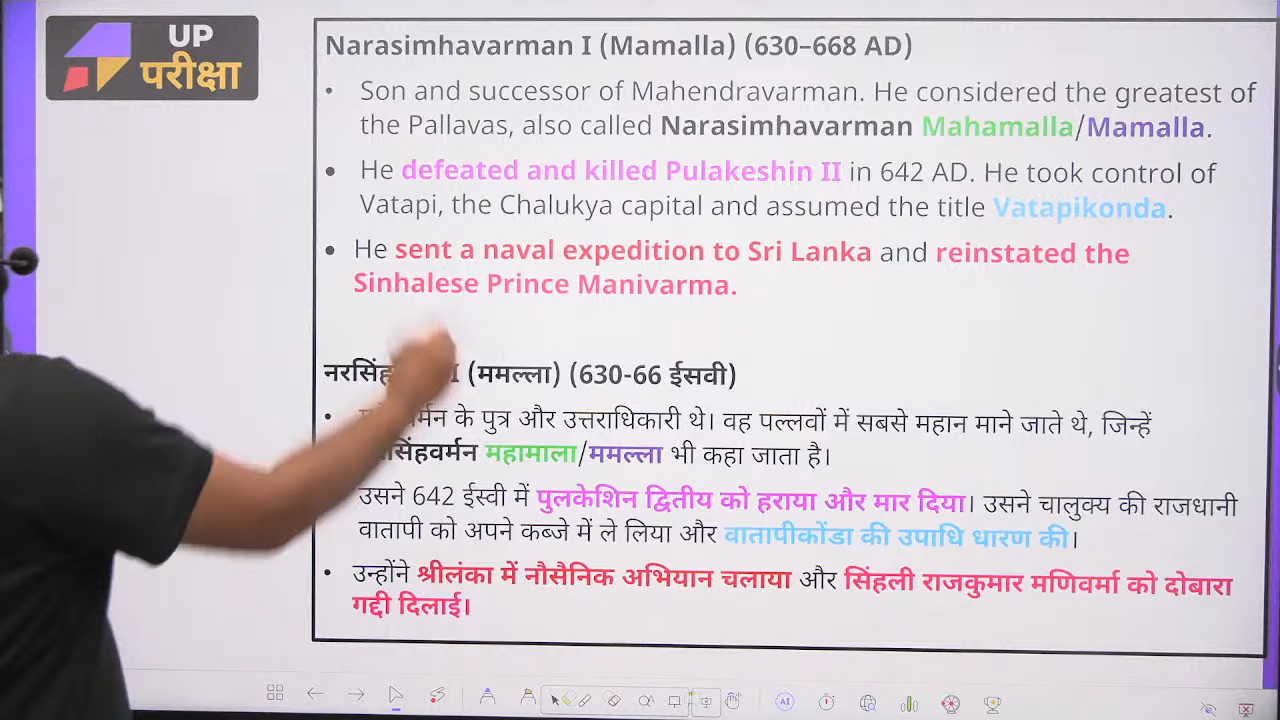 UP
परीक्षा
Narasimhavarman I (Mamalla) (630–668 AD)
• Son and successor of Mahendravarman. He considered the greatest of
the Pallavas, also called Narasimhavarman Mahamalla/Mamalla.
• He defeated and killed Pulakeshin II in 642 AD. He took control of
Vatapi, the Chalukya capital and assumed the title Vatapikonda.
• He sent a naval expedition to Sri Lanka and reinstated the
Sinhalese Prince Manivarma.
(ममल्ला) (630-66 ईसवी)
• के पुत्र और उत्तराधिकारी थे। वह पल्लवों में सबसे महान माने जाते थे, जिन्हें
महामाला/ममल्ला भी कहा जाता है।
उसने 642 ईस्वी में पुलकेशिन द्वितीय को हराया और मार दिया। उसने चालुक्य की राजधानी
वातापी को अपने कब्जे में ले लिया और वातापीकोंडा की उपाधि धारण की।
• उन्होंने श्रीलंका में नौसैनिक अभियान चलाया और सिंहली राजकुमार मणिवर्मा को दोबारा
गद्दी दिलाई।
AI